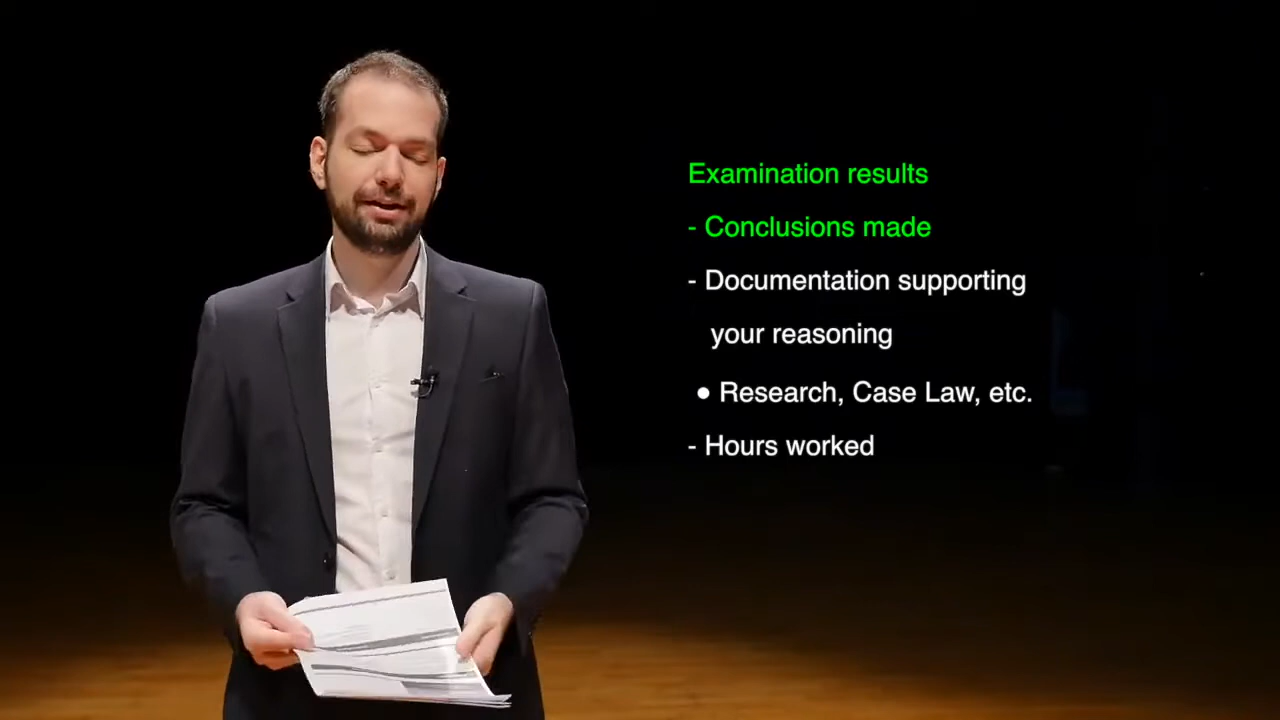 Examination results
- Conclusions made
- Documentation supporting
your reasoning
● Research, Case Law, etc.
- Hours worked